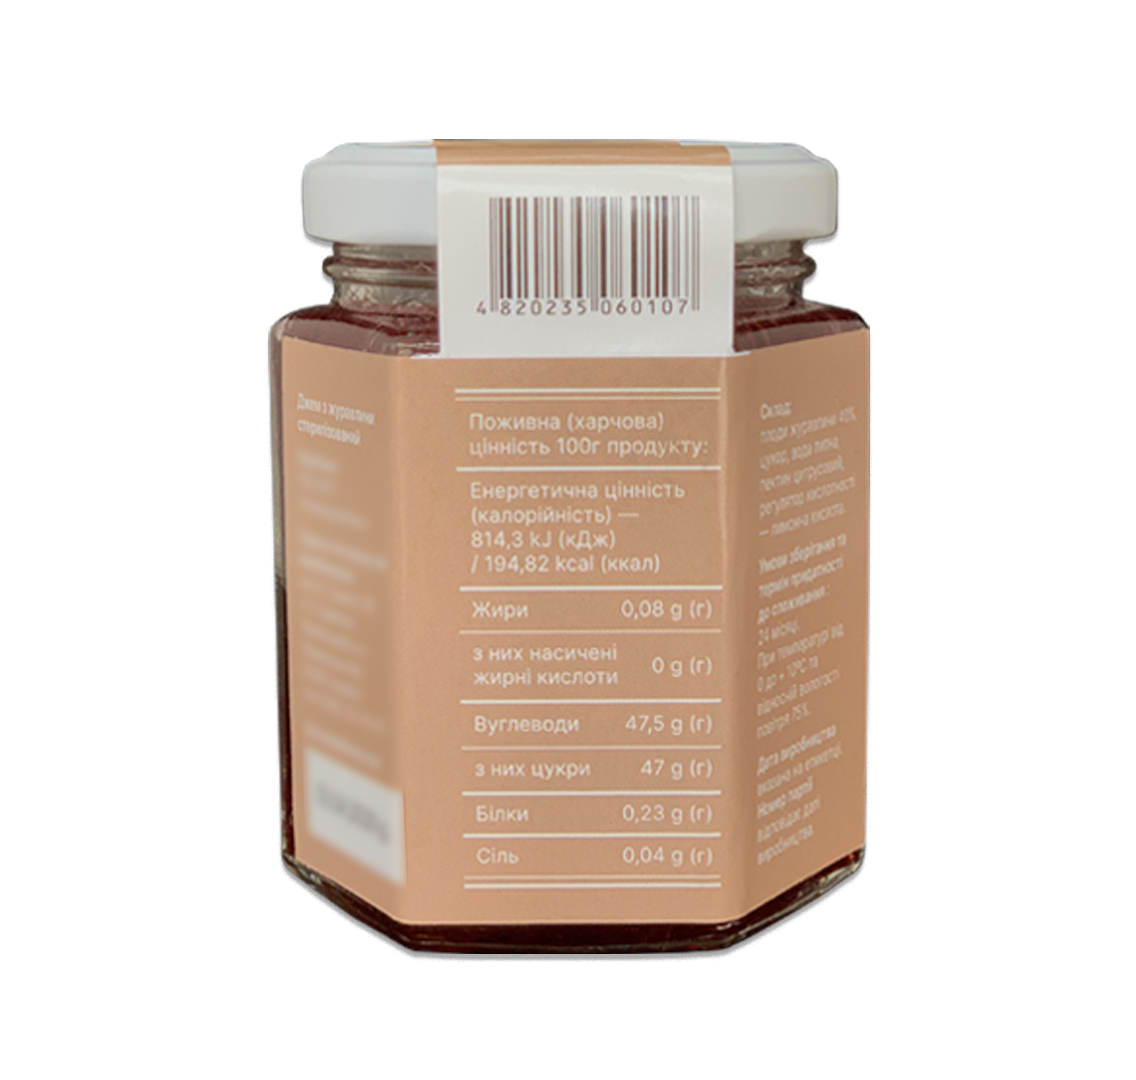 4 820235 060107
Джем з журавлини
стерилізований
Поживна (харчова)
цінність 100г продукту:
Енергетична цінність
(калорійність) —
814,3 kJ (кДж)
/ 194,82 kcal (ккал)
Жири 0,08 g (г)
з них насичені
жирні кислоти 0 g (г)
Вуглеводи 47,5 g (г)
з них цукри 47 g (г)
Білки 0,23 g (г)
Сіль 0,04 g (г)
Склад:
плоди журавлини 40%,
цукор, вода питна,
пектин цитрусовий,
регулятор кислотності
— лимонна кислота.
Умови зберігання та
термін придатності
до споживання :
24 місяці.
При температурі від
0 до + 10ºC та
відносній вологості
повітря 75%.
Дата виробництва
вказана на етикетці.
Номер партії
відповідає даті
виробництва.